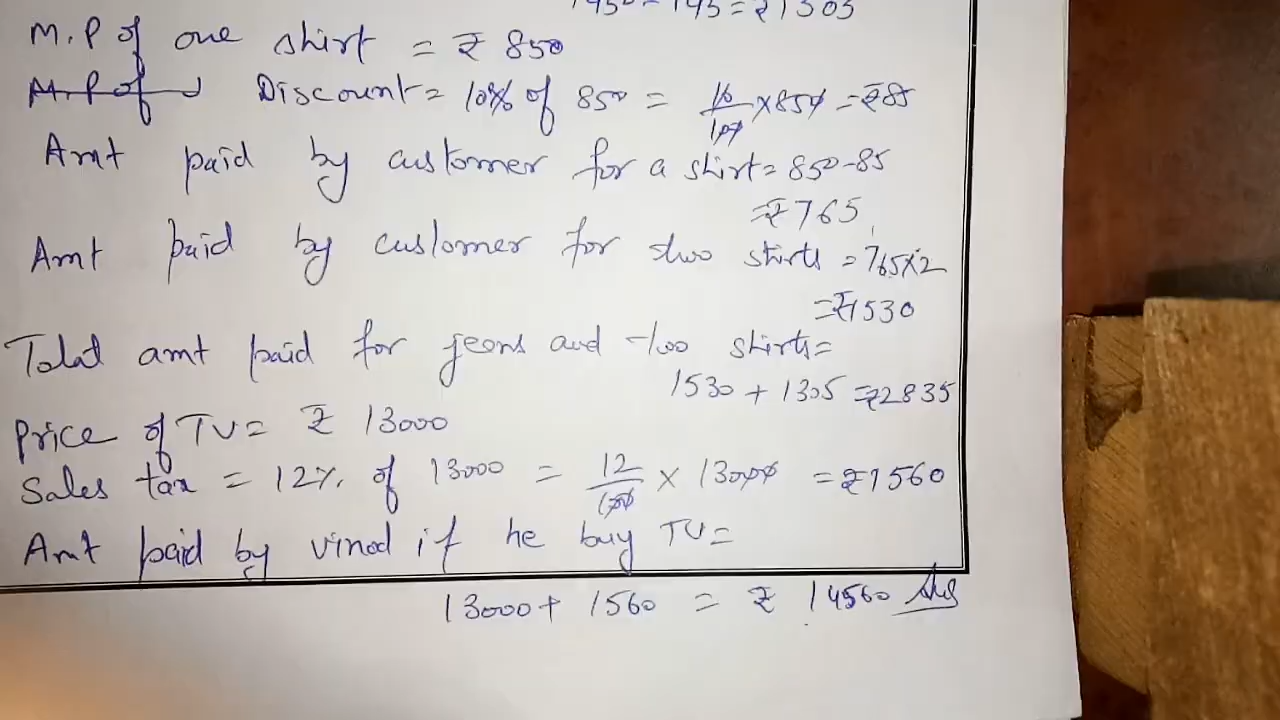 1450 - 145 = ₹1305
M.P of one shirt = ₹ 850
M.P of Discount = 10% of 850 = 10/100 × 850 = ₹85
Amt paid by customer for a shirt = 850-85
= ₹765
Amt paid by customer for two shirts = 765×2
= ₹1530
Total amt paid for jeans and two shirts =
1530 + 1305 = ₹2835
Price of TV = ₹ 13000
Sales tax = 12% of 13000 = 12/100 × 13000 = ₹1560
Amt paid by vinod if he buy TV =
13000 + 1560 = ₹ 14560 Ans